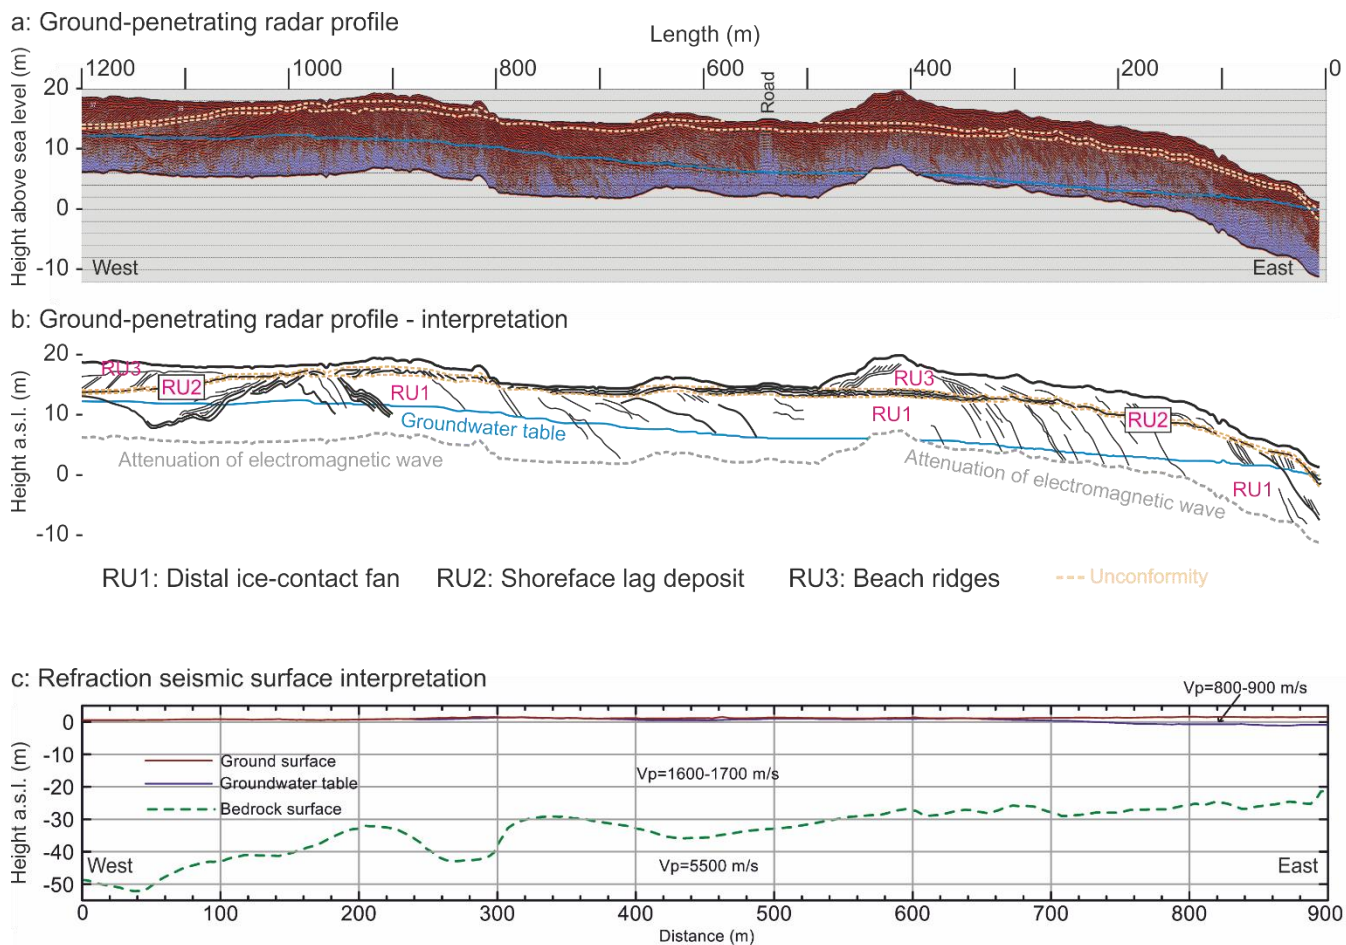 a: Ground-penetrating radar profile
Length (m)
1200 1000 800 600 400 200 0
Road
Height above sea level (m)
20
10
0
-10
West
East
b: Ground-penetrating radar profile - interpretation
Height a.s.l. (m)
20
10
0
-10
RU3
RU2
RU1
Groundwater table
Attenuation of electromagnetic wave
RU3
RU1
RU2
Attenuation of electromagnetic wave
RU1
RU1: Distal ice-contact fan RU2: Shoreface lag deposit RU3: Beach ridges Unconformity
c: Refraction seismic surface interpretation
Vp=800-900 m/s
Height a.s.l. (m)
0
-10
-20
-30
-40
-50
Ground surface
Groundwater table
Bedrock surface
Vp=1600-1700 m/s
Vp=5500 m/s
West
East
0 100 200 300 400 500 600 700 800 900
Distance (m)